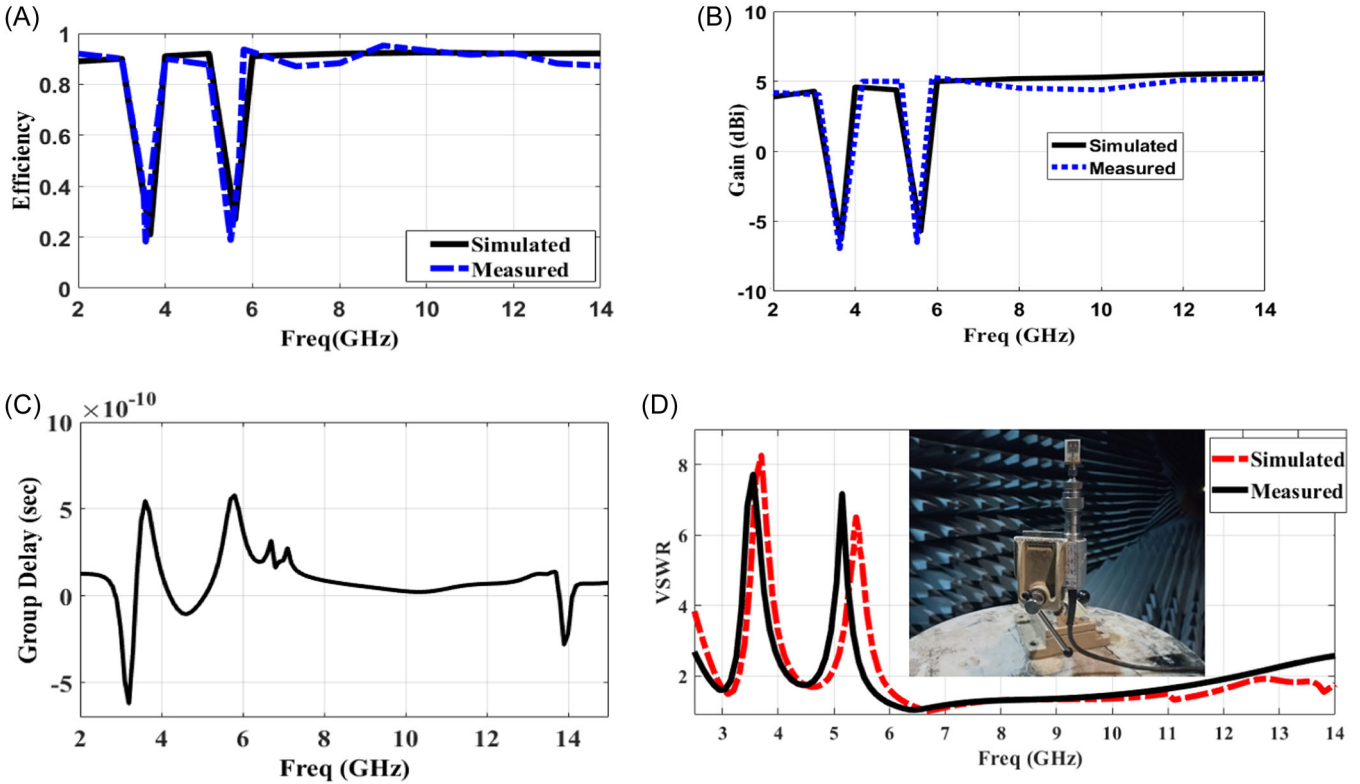 (A)
1
0.8
0.6
0.4
0.2
0
Efficiency
Simulated
Measured
2 4 6 8 10 12 14
Freq(GHz)
(B)
10
5
0
-5
-10
Gain (dBi)
Simulated
Measured
2 4 6 8 10 12 14
Freq (GHz)
(C)
×10-10
10
5
0
-5
Group Delay (sec)
2 4 6 8 10 12 14
Freq (GHz)
(D)
8
6
4
2
VSWR
Simulated
Measured
3 4 5 6 7 8 9 10 11 12 13 14
Freq (GHz)